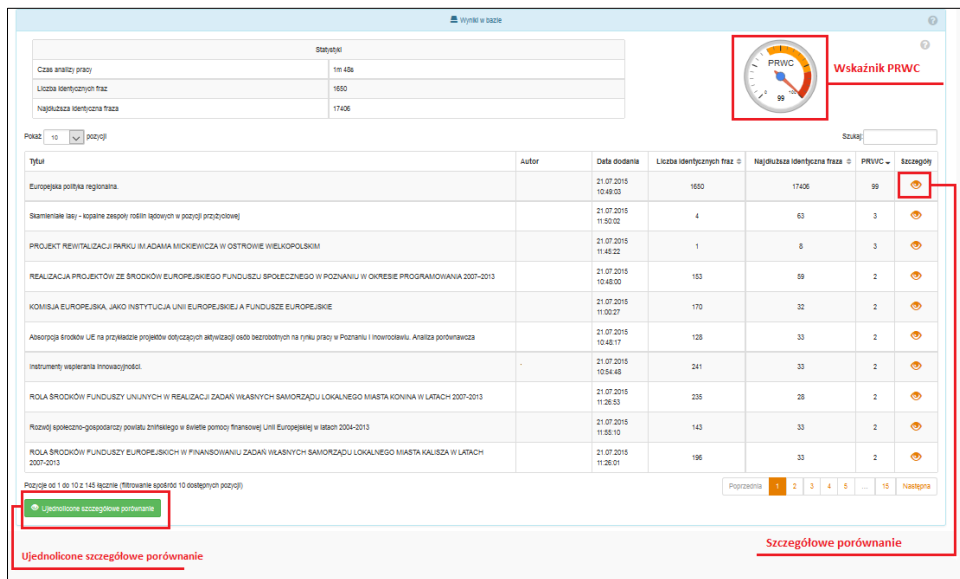 Wyniki w bazie
Statystyki
Czas analizy pracy 1m 48s
Liczba identycznych fraz 1650
Najdłuższa identyczna fraza 17406
PRWC
0 100
99
Wskaźnik PRWC
Pokaż 10 pozycji
Szukaj:
Tytuł Autor Data dodania Liczba identycznych fraz Najdłuższa identyczna fraza PRWC Szczegóły
Europejska polityka regionalna. 21.07.2015 10:49:03 1650 17406 99
Skamieniałe lasy - kopalne zespoły roślin lądowych w pozycji przyżyciowej 21.07.2015 11:50:02 4 63 3
PROJEKT REWITALIZACJI PARKU IM.ADAMA MICKIEWICZA W OSTROWIE WIELKOPOLSKIM 21.07.2015 11:45:22 1 8 3
REALIZACJA PROJEKTÓW ZE ŚRODKÓW EUROPEJSKIEGO FUNDUSZU SPOŁECZNEGO W POZNANIU W OKRESIE PROGRAMOWANIA 2007-2013 21.07.2015 10:48:00 153 59 2
KOMISJA EUROPEJSKA, JAKO INSTYTUCJA UNII EUROPEJSKIEJ A FUNDUSZE EUROPEJSKIE 21.07.2015 11:00:27 170 32 2
Absorpcja środków UE na przykładzie projektów dotyczących aktywizacji osób bezrobotnych na rynku pracy w Poznaniu i Inowrocławiu. Analiza porównawcza 21.07.2015 10:48:17 128 33 2
Instrumenty wspierania innowacyjności. 21.07.2015 10:54:48 241 33 2
ROLA ŚRODKÓW FUNDUSZY UNIJNYCH W REALIZACJI ZADAŃ WŁASNYCH SAMORZĄDU LOKALNEGO MIASTA KONINA W LATACH 2007-2013 21.07.2015 11:26:53 235 28 2
Rozwój społeczno-gospodarczy powiatu żnińskiego w świetle pomocy finansowej Unii Europejskiej w latach 2004-2013 21.07.2015 11:55:10 143 33 2
ROLA ŚRODKÓW FUNDUSZY EUROPEJSKICH W FINANSOWANIU ZADAŃ WŁASNYCH SAMORZĄDU LOKALNEGO MIASTA KALISZA W LATACH
2007-2013 21.07.2015 11:26:01 196 33 2
Pozycje od 1 do 10 z 145 łącznie (filtrowanie spośród 10 dostępnych pozycji)
Poprzednia 1 2 3 4 5 ... 15 Następna
Ujednolicone szczegółowe porównanie
Szczegółowe porównanie
Ujednolicone szczegółowe porównanie